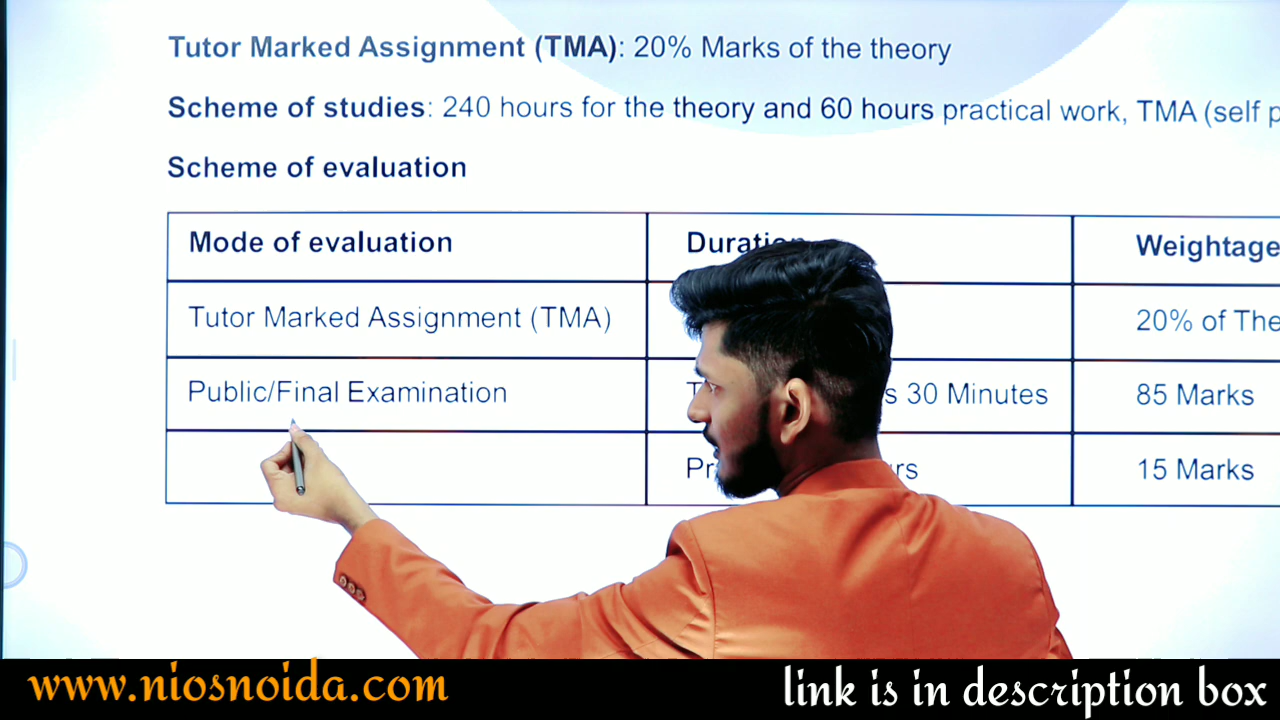 Tutor Marked Assignment (TMA): 20% Marks of the theory
Scheme of studies: 240 hours for the theory and 60 hours practical work, TMA (self
Scheme of evaluation
Mode of evaluation Duration Weightage
Tutor Marked Assignment (TMA) 20% of
Public/Final Examination 30 Minutes 85 Marks
15 Marks
www.niosnoida.com link is in description box